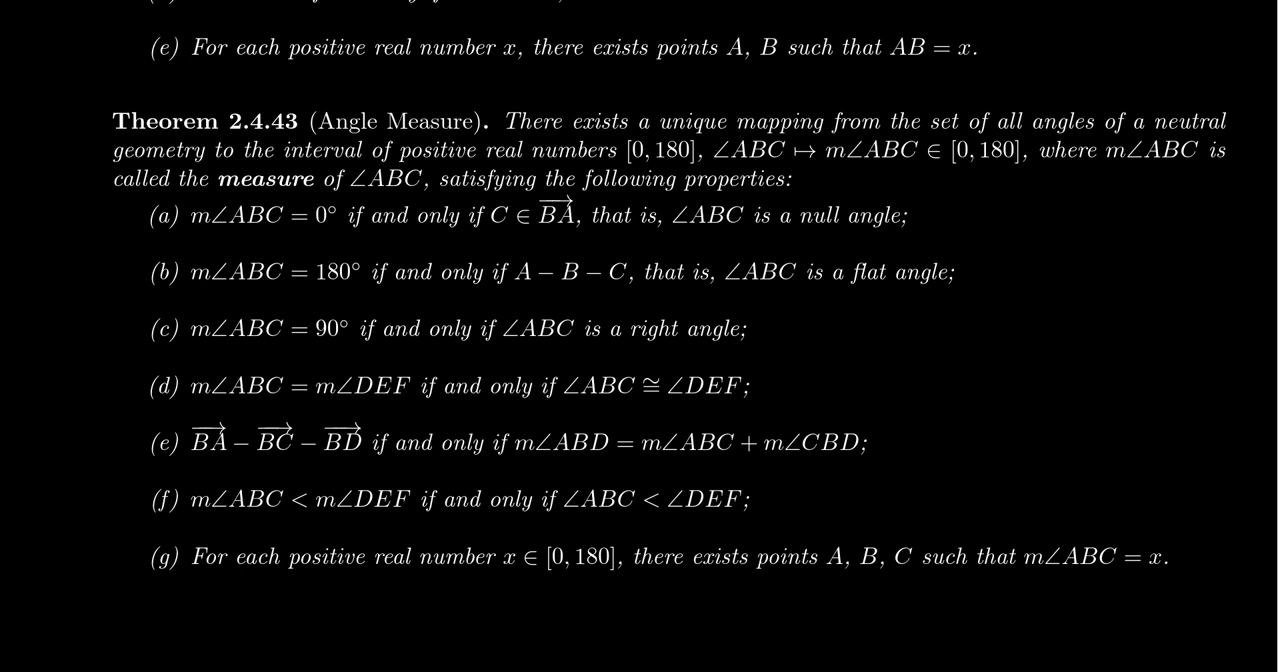 (e) For each positive real number x, there exists points A, B such that AB = x.
Theorem 2.4.43 (Angle Measure). There exists a unique mapping from the set of all angles of a neutral
geometry to the interval of positive real numbers [0, 180], ∠ABC ↦ m∠ABC ∈ [0, 180], where m∠ABC is
called the measure of ∠ABC, satisfying the following properties:
(a) m∠ABC = 0° if and only if C ∈ \overrightarrow{BA}, that is, ∠ABC is a null angle;
(b) m∠ABC = 180° if and only if A − B − C, that is, ∠ABC is a flat angle;
(c) m∠ABC = 90° if and only if ∠ABC is a right angle;
(d) m∠ABC = m∠DEF if and only if ∠ABC ≅ ∠DEF;
(e) \overrightarrow{BA} − \overrightarrow{BC} − \overrightarrow{BD} if and only if m∠ABD = m∠ABC + m∠CBD;
(f) m∠ABC < m∠DEF if and only if ∠ABC < ∠DEF;
(g) For each positive real number x ∈ [0, 180], there exists points A, B, C such that m∠ABC = x.